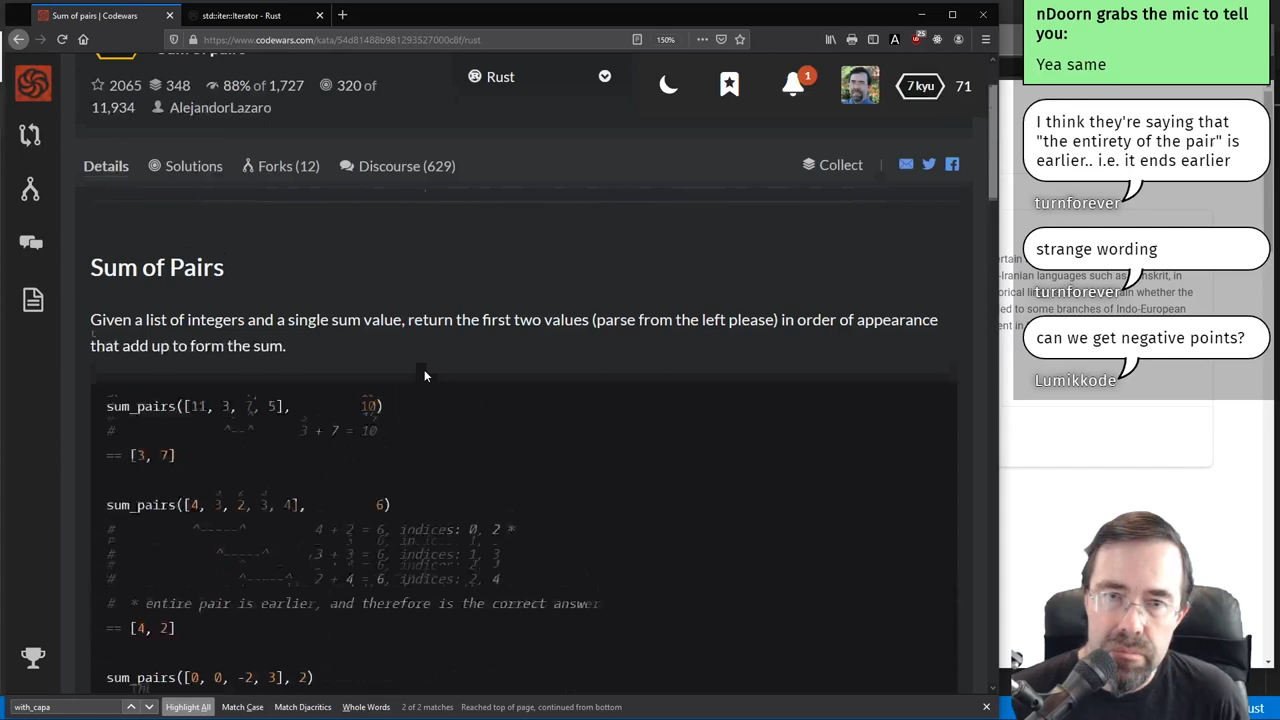 Sum of pairs | Codewars
std::iter::Iterator - Rust
https://www.codewars.com/kata/54d81488b981293527000c8f/rust
150%
25
2065 348 88% of 1,727 320 of
11,934 AlejandorLazaro
Rust
1
7 kyu 71
Details Solutions Forks (12) Discourse (629)
Collect
Sum of Pairs
Given a list of integers and a single sum value, return the first two values (parse from the left please) in order of appearance
that add up to form the sum.
sum_pairs([11, 3, 7, 5], 10)
# ^--^ 3 + 7 = 10
== [3, 7]
sum_pairs([4, 3, 2, 3, 4], 6)
# ^-----^ 4 + 2 = 6, indices: 0, 2 *
# ^-----^ 3 + 3 = 6, indices: 1, 3
# ^-----^ 2 + 4 = 6, indices: 2, 4
# * entire pair is earlier, and therefore is the correct answer
== [4, 2]
sum_pairs([0, 0, -2, 3], 2)
with_capa
Highlight All Match Case Match Diacritics Whole Words 2 of 2 matches Reached top of page, continued from bottom
nDoorn grabs the mic to tell
you:
Yea same
I think they're saying that
"the entirety of the pair" is
earlier.. i.e. it ends earlier
turnforever
strange wording
turnforever
can we get negative points?
Lumikkode